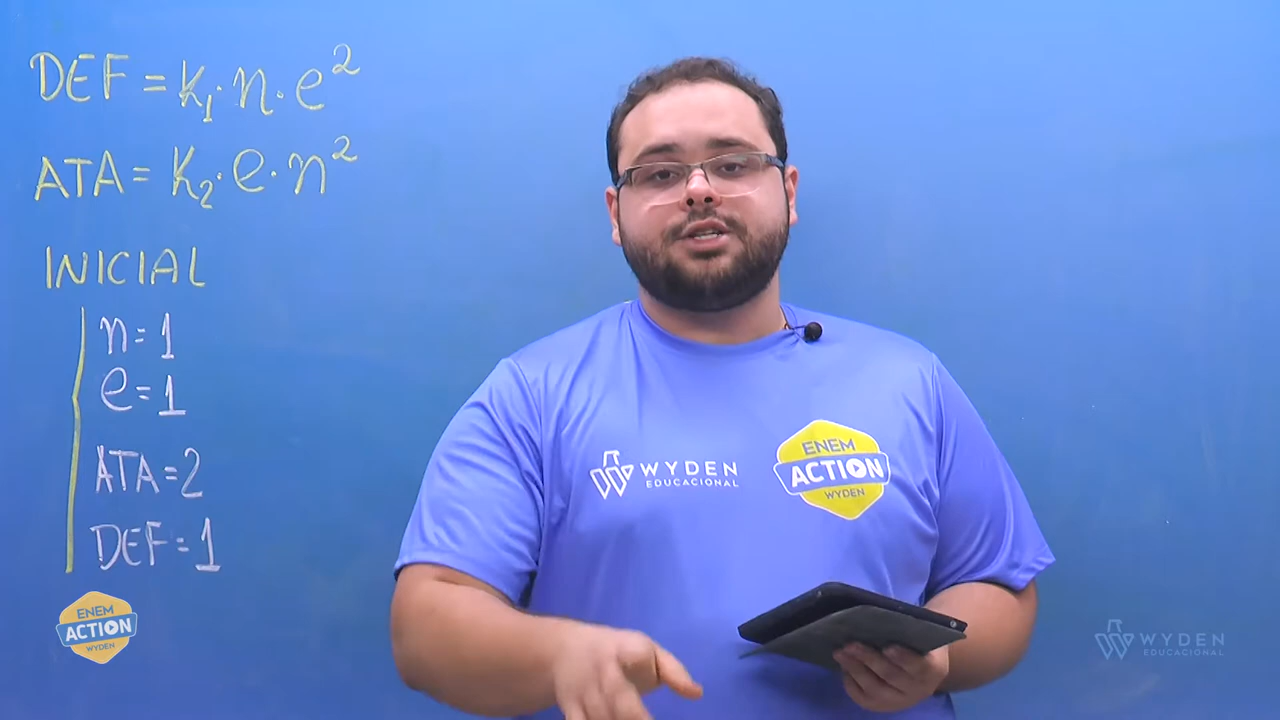 DEF = K₁·n·e²
ATA = K₂·e·n²
INICIAL
n=1
e=1
ATA=2
DEF=1
ENEM
ACTION
WYDEN
WYDEN
EDUCACIONAL
ENEM
ACTION
WYDEN
WYDEN
EDUCACIONAL